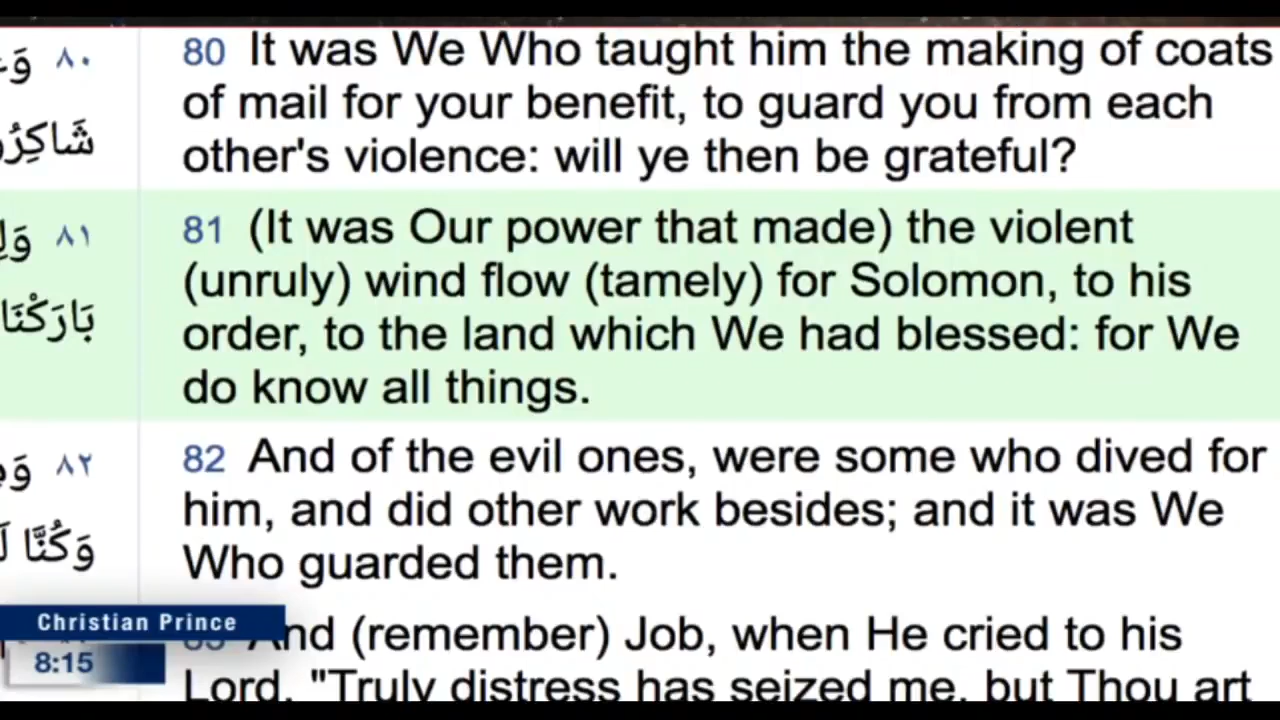 80 It was We Who taught him the making of coats
of mail for your benefit, to guard you from each
other's violence: will ye then be grateful?
٨٠
81 (It was Our power that made) the violent
(unruly) wind flow (tamely) for Solomon, to his
order, to the land which We had blessed: for We
do know all things.
٨١
بَارَكْنَا
82 And of the evil ones, were some who dived for
him, and did other work besides; and it was We
Who guarded them.
٨٢
وَكُنَّا
And (remember) Job, when He cried to his
Lord, "Truly distress has seized me, but Thou art
Christian Prince
8:15